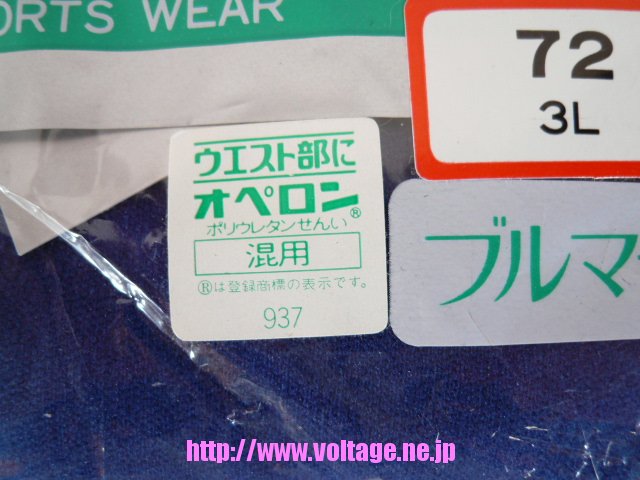 ORTS WEAR
72
3L
ウエスト部に
オペロン®
ポリウレタンせんい
混用
®は登録商標の表示です。
937
ブルマー
http://www.voltage.ne.jp